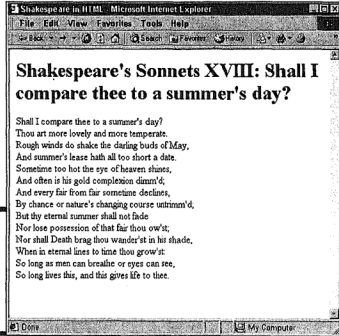 Shakespeare in HTML - Microsoft Internet Explorer
File Edit View Favorites Tools Help
Back Search Favorites History
Shakespeare's Sonnets XVIII: Shall I
compare thee to a summer's day?
Shall I compare thee to a summer's day?
Thou art more lovely and more temperate.
Rough winds do shake the darling buds of May,
And summer's lease hath all too short a date.
Sometime too hot the eye of heaven shines,
And often is his gold complexion dimm'd;
And every fair from fair sometime declines,
By chance or nature's changing course untrimm'd;
But thy eternal summer shall not fade
Nor lose possession of that fair thou ow'st;
Nor shall Death brag thou wander'st in his shade,
When in eternal lines to time thou grow'st:
So long as men can breathe or eyes can see,
So long lives this, and this gives life to thee.
Done My Computer